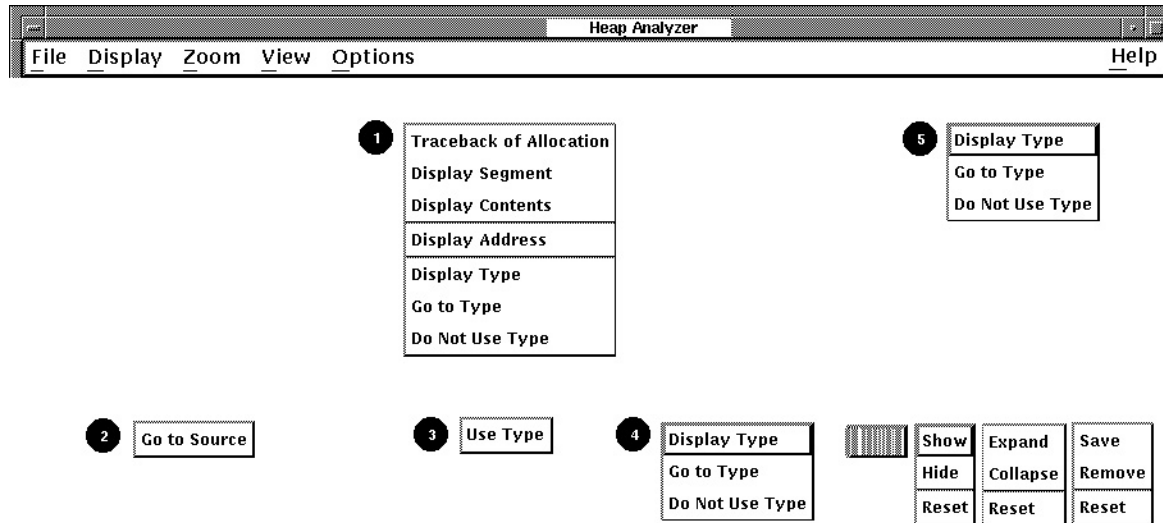 Heap Analyzer
File Display Zoom View Options Help
1
Traceback of Allocation
Display Segment
Display Contents
Display Address
Display Type
Go to Type
Do Not Use Type
5
Display Type
Go to Type
Do Not Use Type
2
Go to Source
3
Use Type
4
Display Type
Go to Type
Do Not Use Type
Show
Hide
Reset
Expand
Collapse
Reset
Save
Remove
Reset